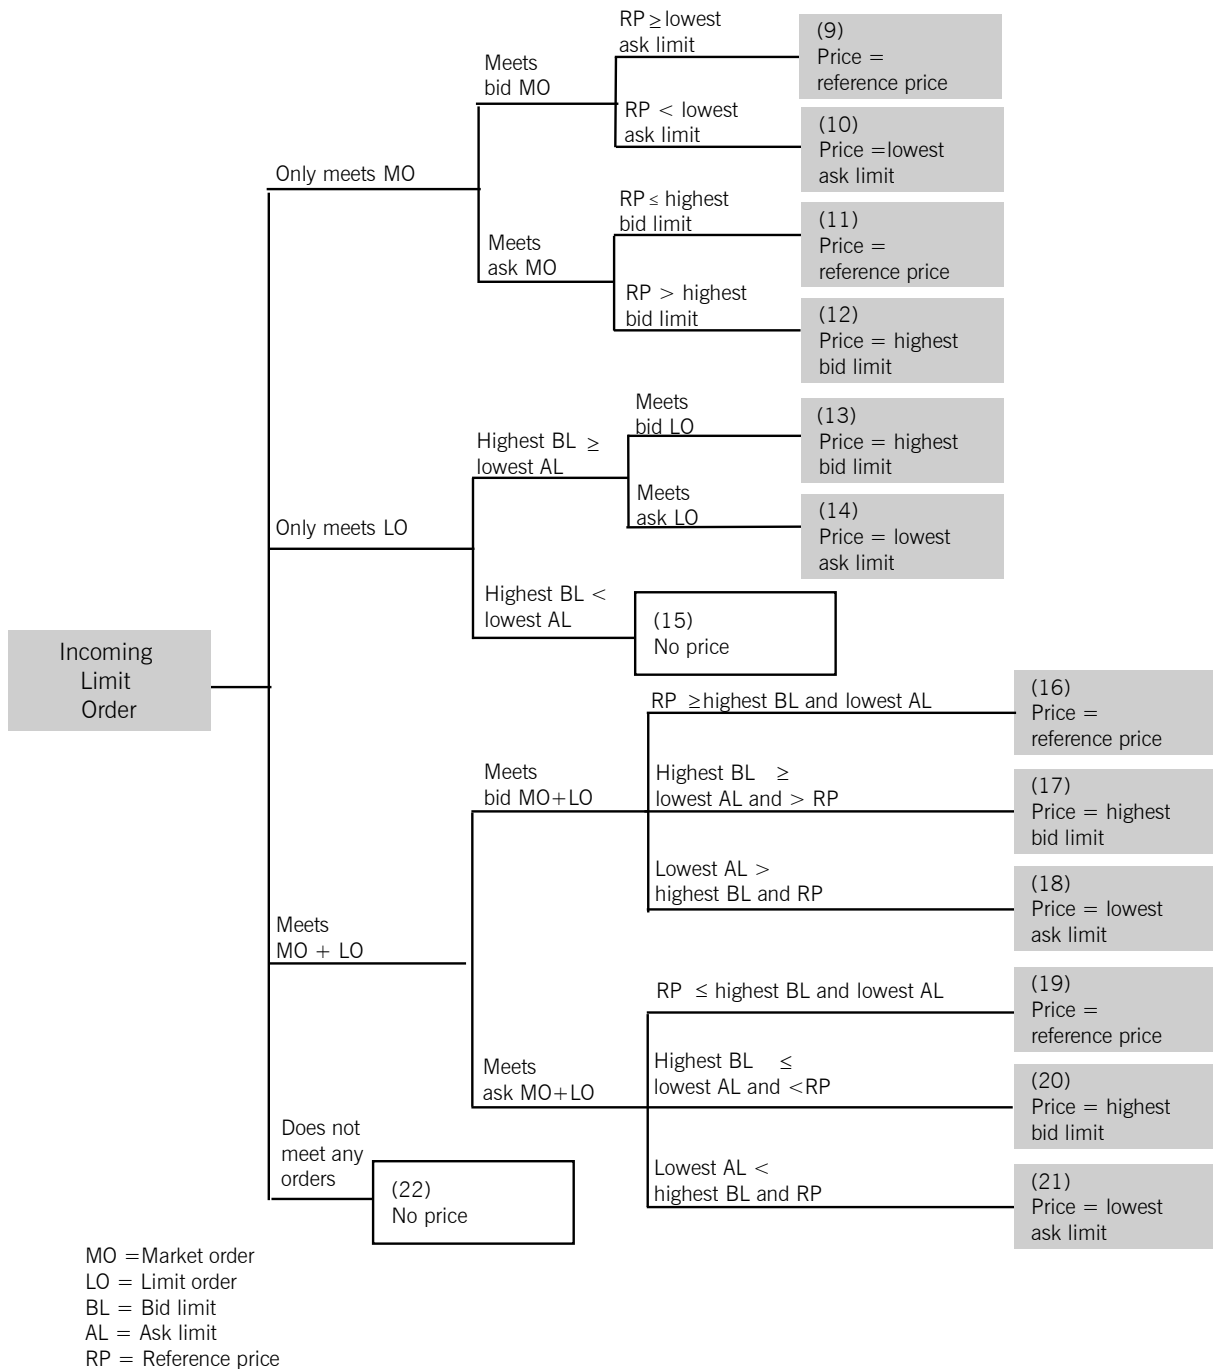 RP ≥ lowest
ask limit
(9)
Price =
reference price
Meets
bid MO
RP < lowest
ask limit
(10)
Price =lowest
ask limit
Only meets MO
RP ≤ highest
bid limit
(11)
Price =
reference price
Meets
ask MO
RP > highest
bid limit
(12)
Price = highest
bid limit
Meets
bid LO
(13)
Price = highest
bid limit
Highest BL ≥
lowest AL
Meets
ask LO
(14)
Price = lowest
ask limit
Only meets LO
Highest BL <
lowest AL
(15)
No price
Incoming
Limit
Order
RP ≥highest BL and lowest AL
(16)
Price =
reference price
Meets
bid MO+LO
Highest BL ≥
lowest AL and > RP
(17)
Price = highest
bid limit
Lowest AL >
highest BL and RP
(18)
Price = lowest
ask limit
Meets
MO + LO
RP ≤ highest BL and lowest AL
(19)
Price =
reference price
Meets
ask MO+LO
Highest BL ≤
lowest AL and <RP
(20)
Price = highest
bid limit
Lowest AL <
highest BL and RP
(21)
Price = lowest
ask limit
Does not
meet any
orders
(22)
No price
MO =Market order
LO = Limit order
BL = Bid limit
AL = Ask limit
RP = Reference price